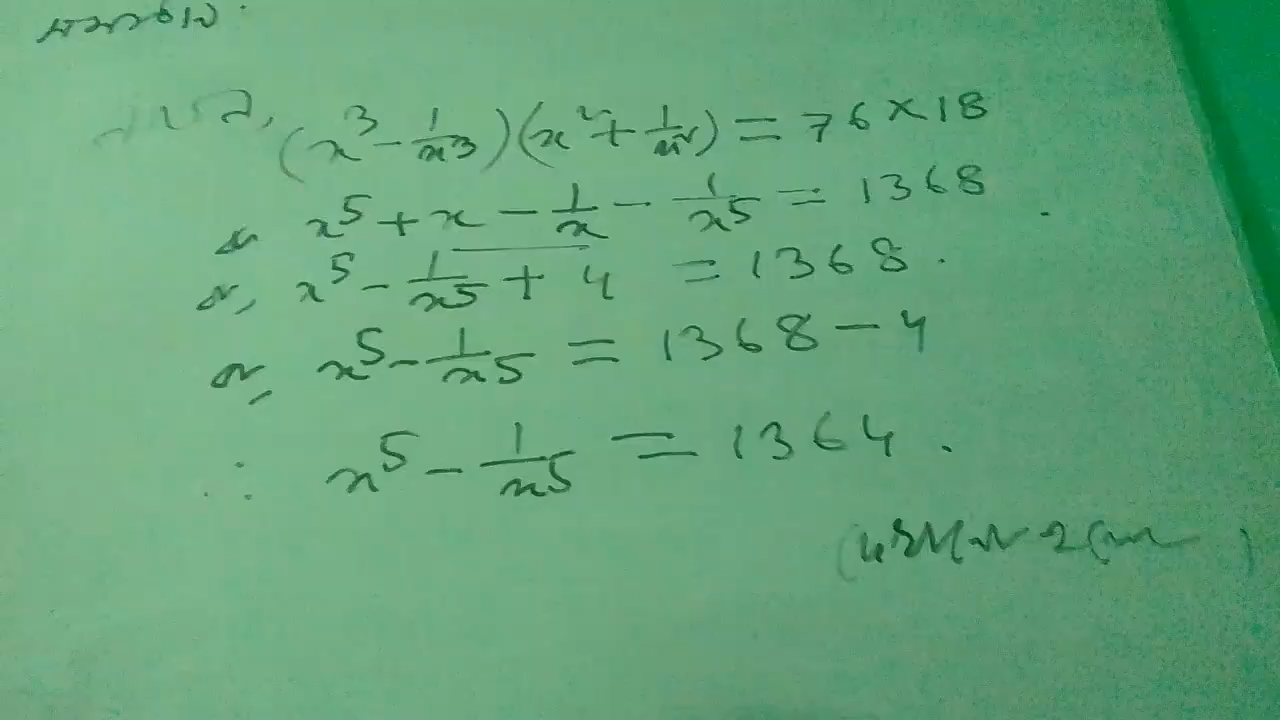 (x³ - 1/x³)(x² + 1/x²) = 76 × 18
বা, x⁵ + x - 1/x - 1/x⁵ = 1368
বা, x⁵ - 1/x⁵ + 4 = 1368.
বা, x⁵ - 1/x⁵ = 1368 - 4
∴ x⁵ - 1/x⁵ = 1364.